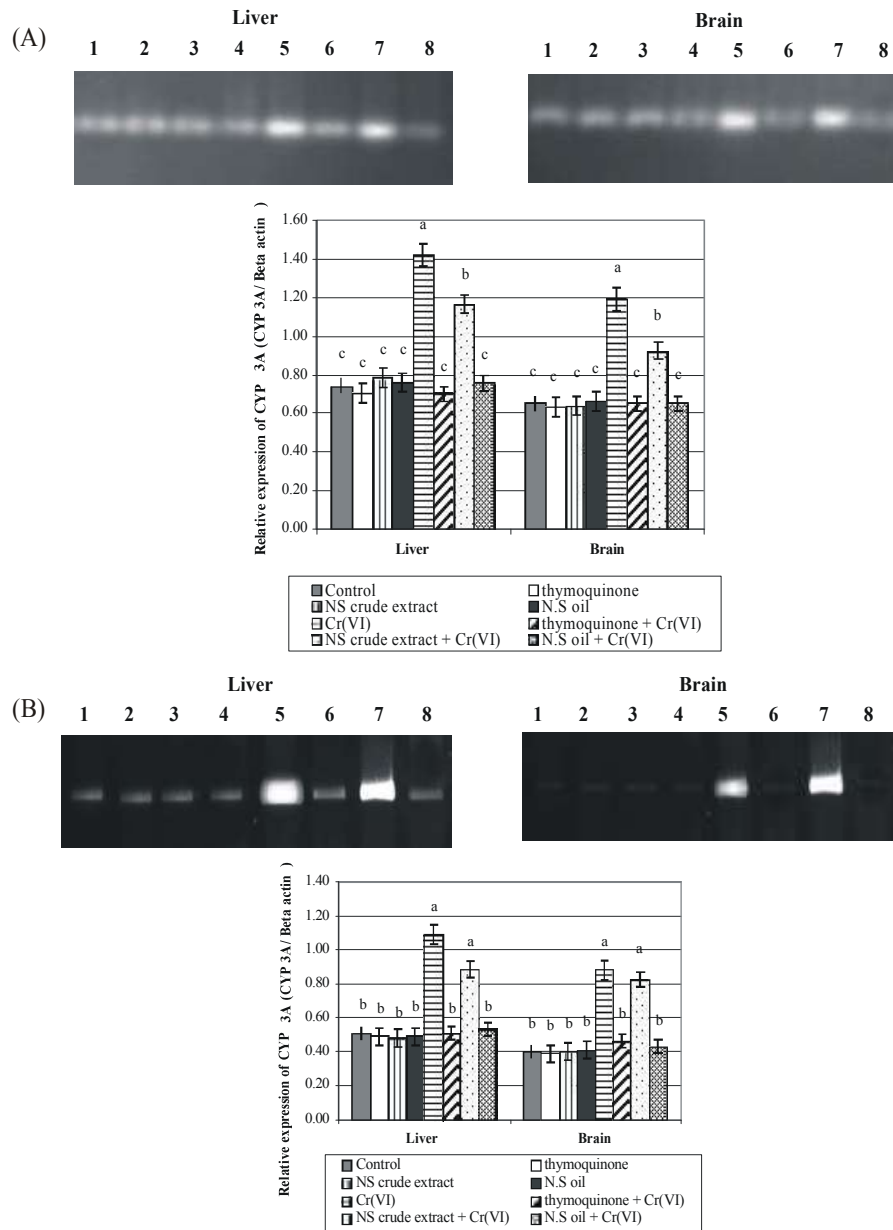 Liver
Brain
(A)
1 2 3 4 5 6 7 8
1 2 3 4 5 6 7 8
Relative expression of CYP 3A (CYP 3A/ Beta actin )
1.60
1.40
1.20
1.00
0.80
0.60
0.40
0.20
0.00
c c c c a c b c
c c c c a c b c
Liver
Brain
Control
thymoquinone
NS crude extract
N.S oil
Cr(VI)
thymoquinone + Cr(VI)
NS crude extract + Cr(VI)
N.S oil + Cr(VI)
Liver
Brain
(B)
1 2 3 4 5 6 7 8
1 2 3 4 5 6 7 8
Relative expression of CYP 3A (CYP 3A/ Beta actin )
1.40
1.20
1.00
0.80
0.60
0.40
0.20
0.00
b b b b a b a b
b b b b a b a b
Liver
Brain
Control
thymoquinone
NS crude extract
N.S oil
Cr(VI)
thymoquinone + Cr(VI)
NS crude extract + Cr(VI)
N.S oil + Cr(VI)